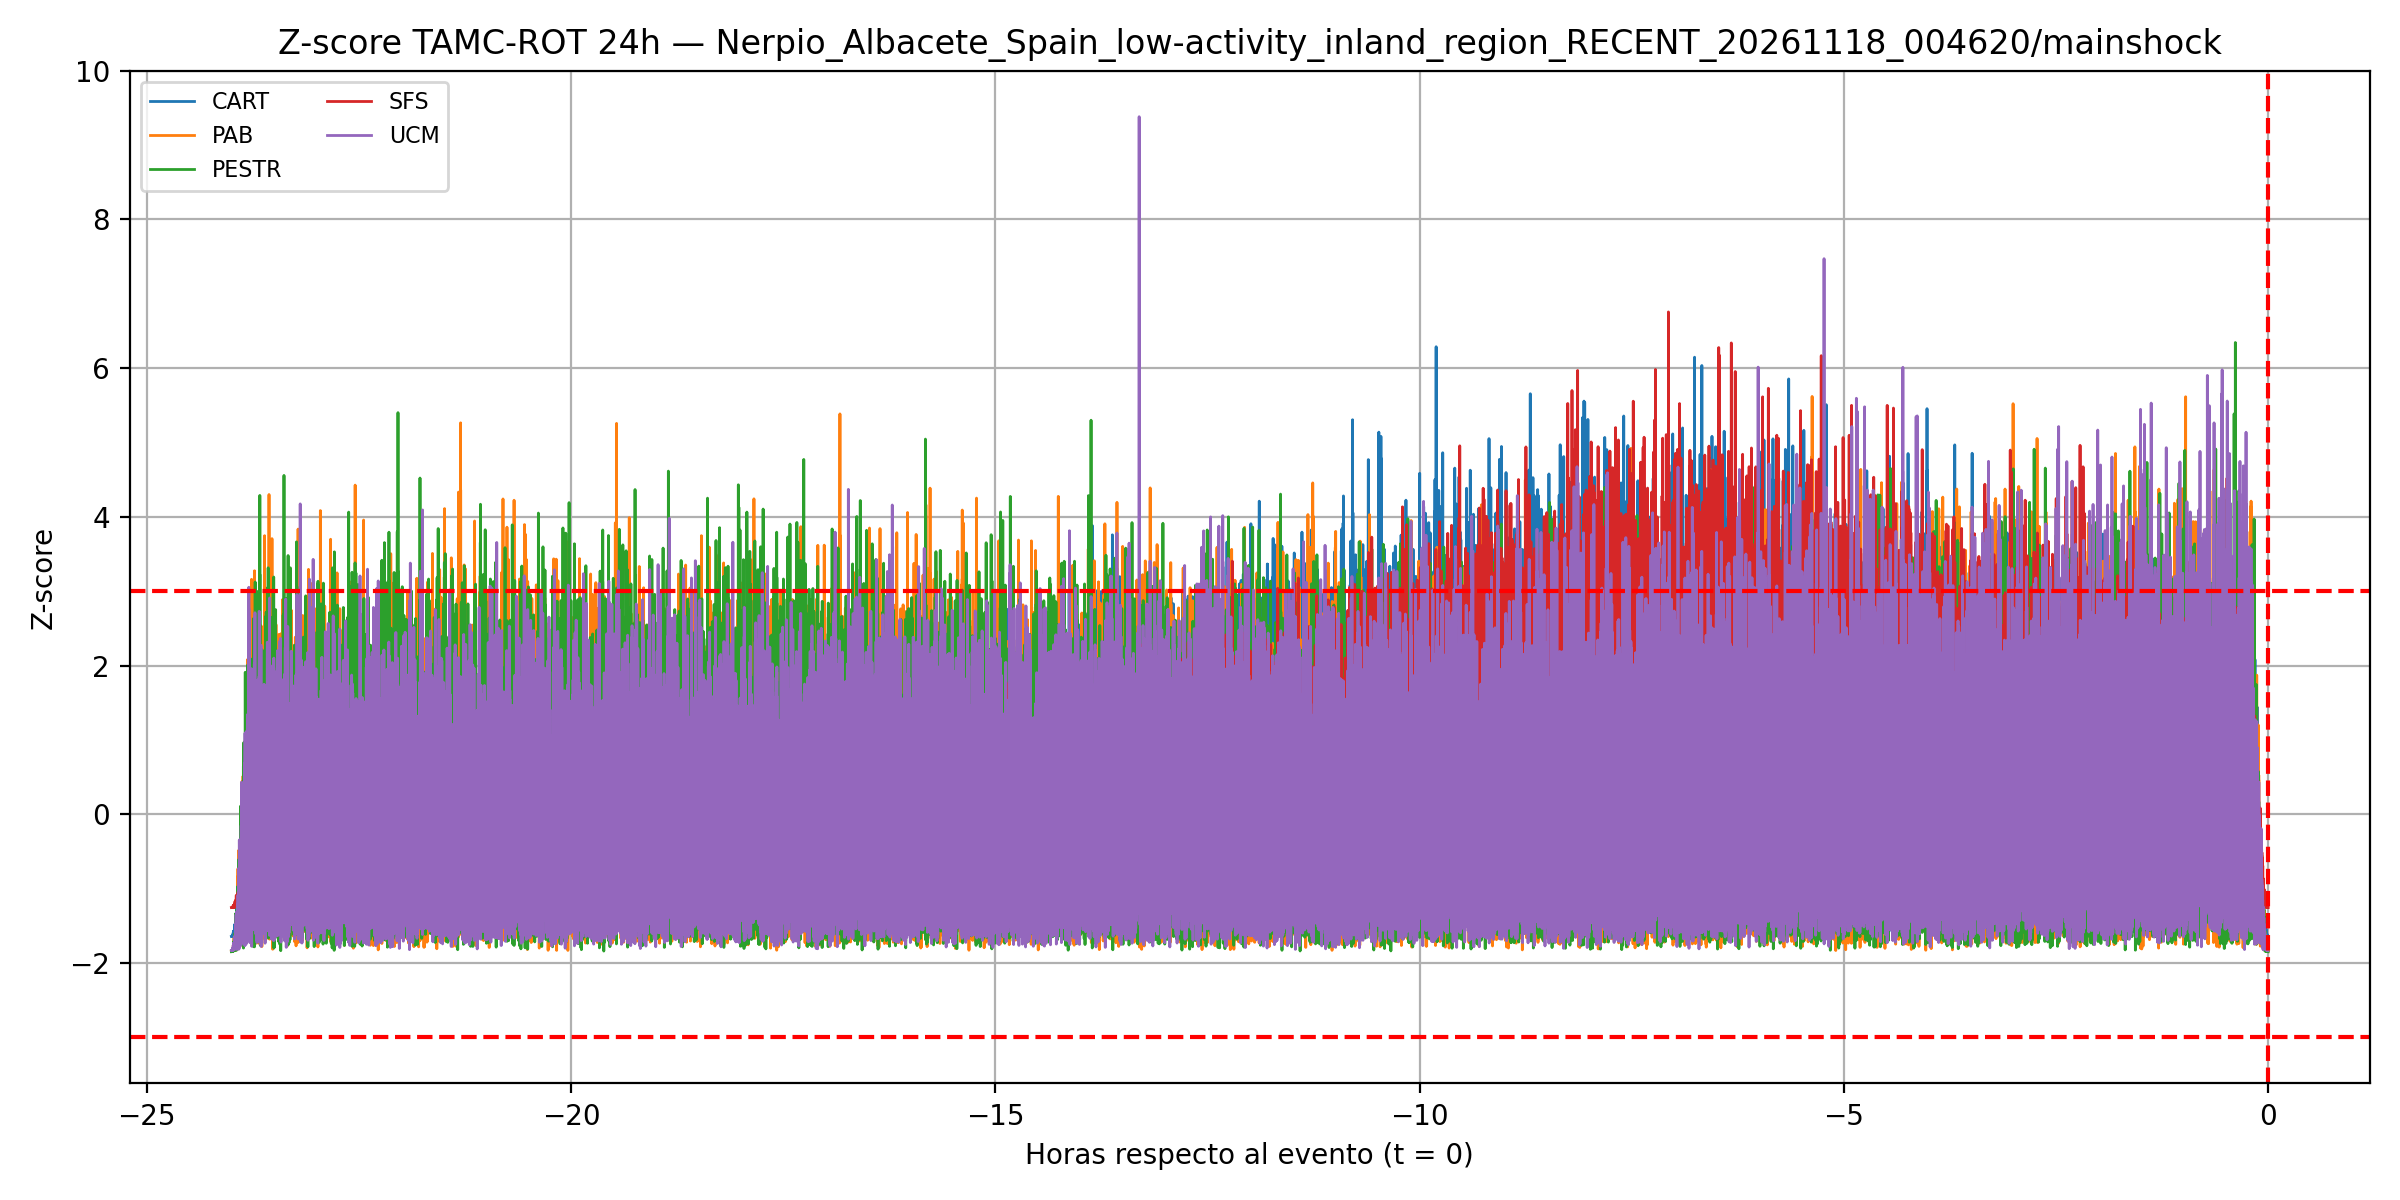 Z-score TAMC-ROT 24h — Nerpio_Albacete_Spain_low-activity_inland_region_RECENT_20261118_004620/mainshock
CART
PAB
PESTR
SFS
UCM
Z-score
10
8
6
4
2
0
−2
−25
−20
−15
−10
−5
0
Horas respecto al evento (t = 0)